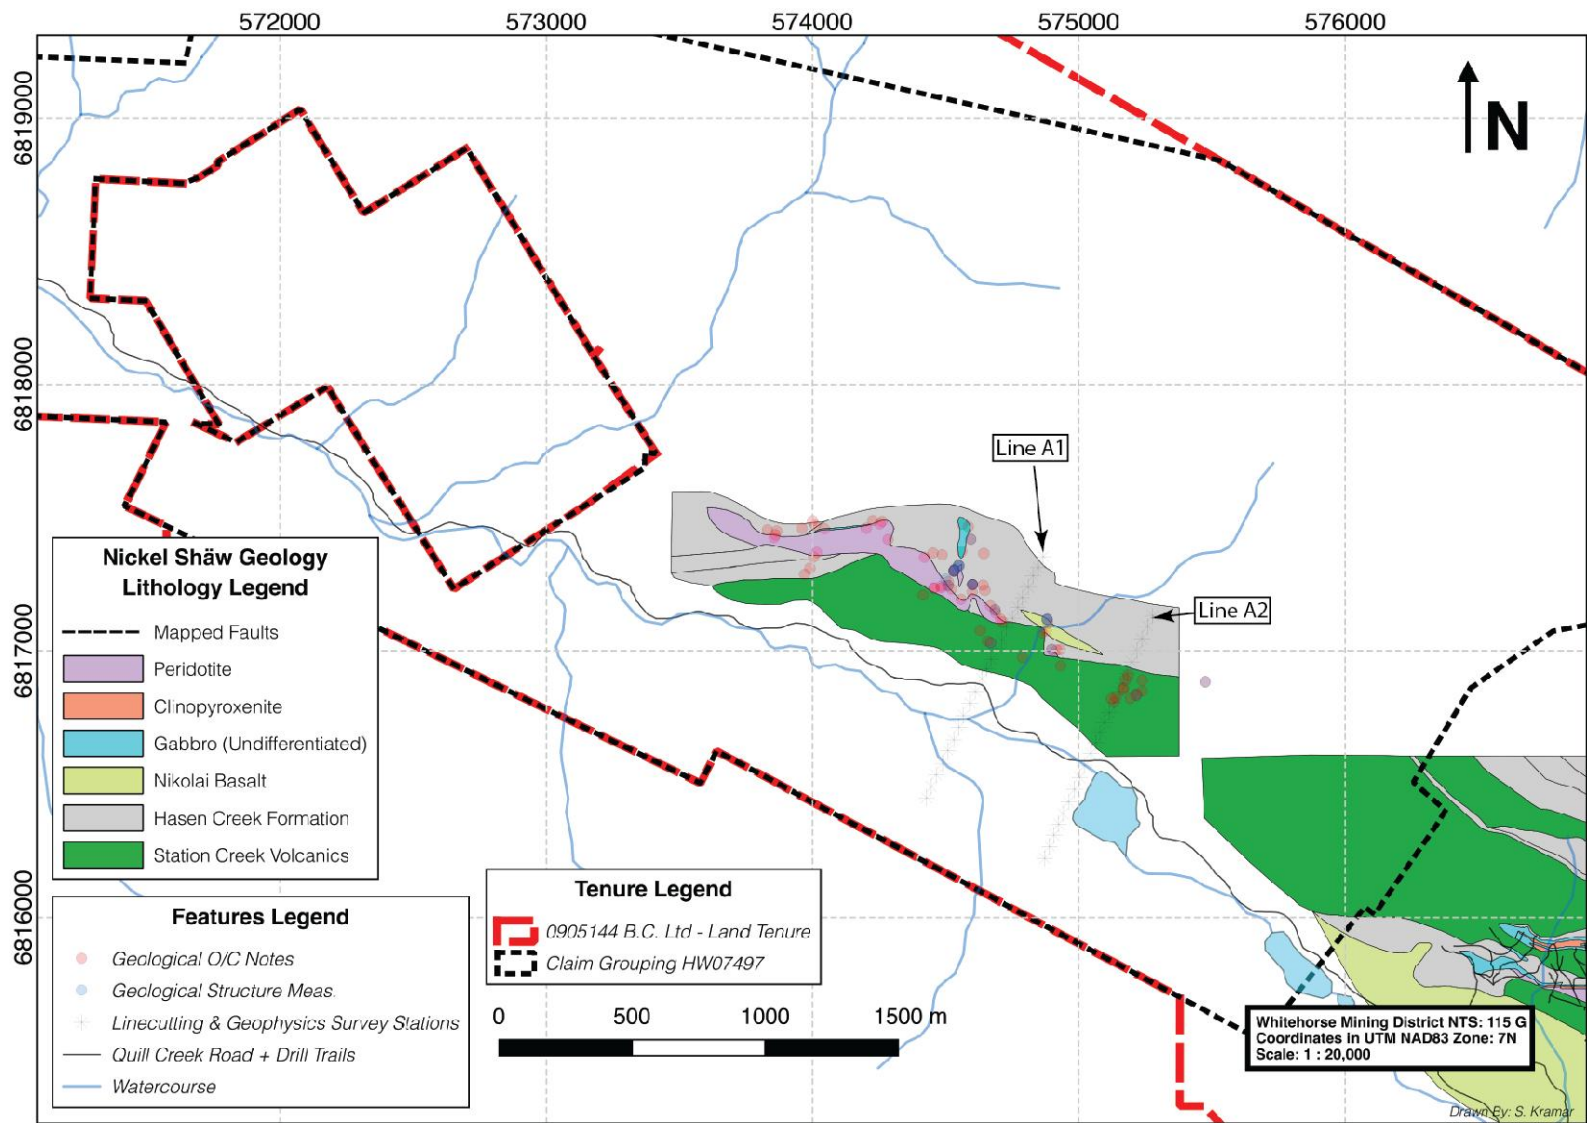 572000
573000
574000
575000
576000
6819000
6818000
6817000
6816000
N
Line A1
Line A2
Nickel Shäw Geology
Lithology Legend
Mapped Faults
Peridotite
Clinopyroxenite
Gabbro (Undifferentiated)
Nikolai Basalt
Hasen Creek Formation
Station Creek Volcanics
Features Legend
Geological O/C Notes
Geological Structure Meas.
Linecutting & Geophysics Survey Stations
Quill Creek Road + Drill Trails
Watercourse
Tenure Legend
0905144 B.C. Ltd - Land Tenure
Claim Grouping HW07497
0
500
1000
1500 m
Whitehorse Mining District NTS: 115 G
Coordinates in UTM NAD83 Zone: 7N
Scale: 1 : 20,000
Drawn By: S. Kramar